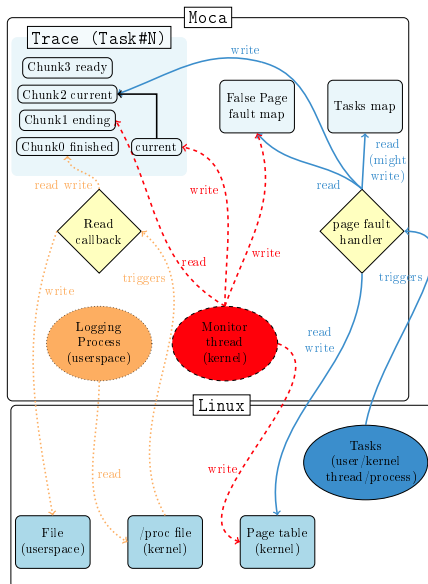 Moca
Trace (Task#N)
write
Chunk3 ready
Chunk2 current
Chunk1 ending
Chunk0 finished
current
False Page
fault map
Tasks map
read
(might
write)
read write
write
read
Read
callback
page fault
handler
read
write
triggers
triggers
write
Logging
Process
(userspace)
Monitor
thread
(kernel)
read
write
Linux
Tasks
(user/kernel
thread/process)
read
write
File
(userspace)
/proc file
(kernel)
Page table
(kernel)